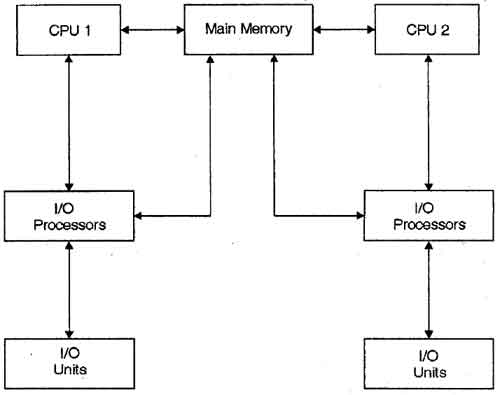 CPU 1
Main Memory
CPU 2
I/O
Processors
I/O
Processors
I/O
Units
I/O
Units